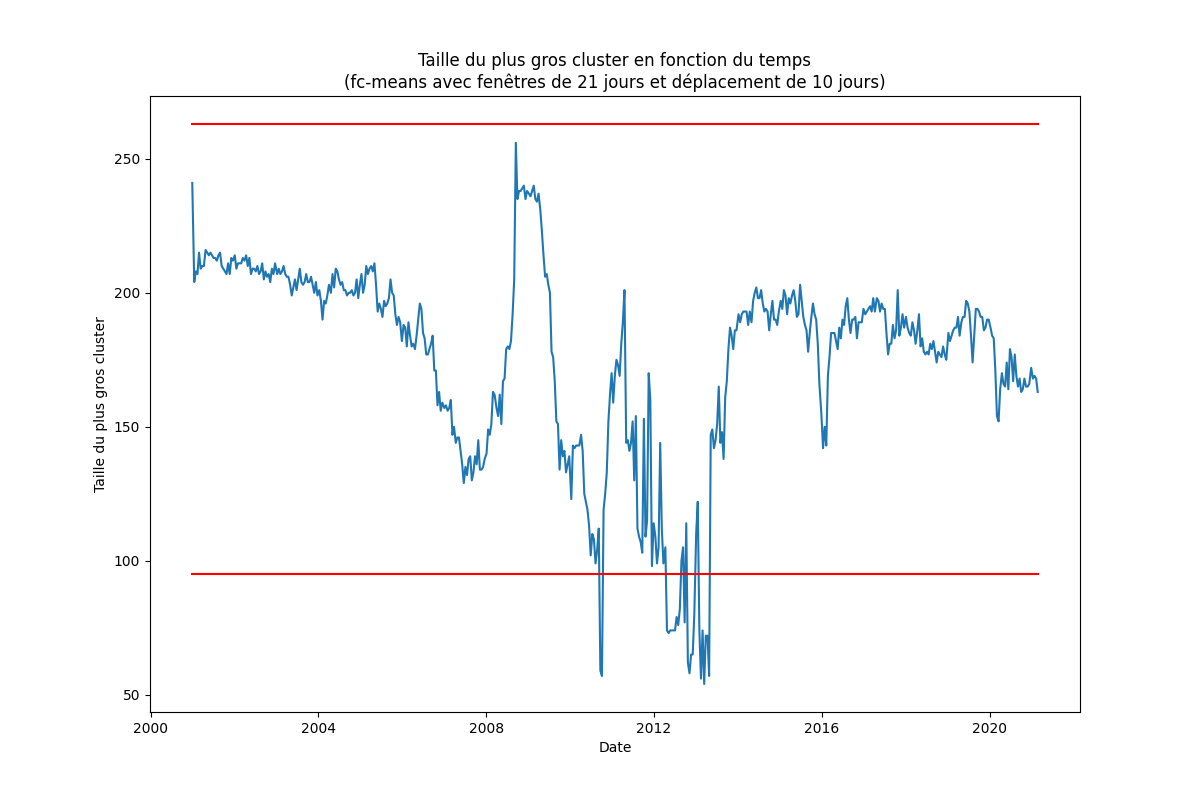 Taille du plus gros cluster en fonction du temps
(fc-means avec fenêtres de 21 jours et déplacement de 10 jours)
Taille du plus gros cluster
250
200
150
100
50
2000 2004 2008 2012 2016 2020
Date